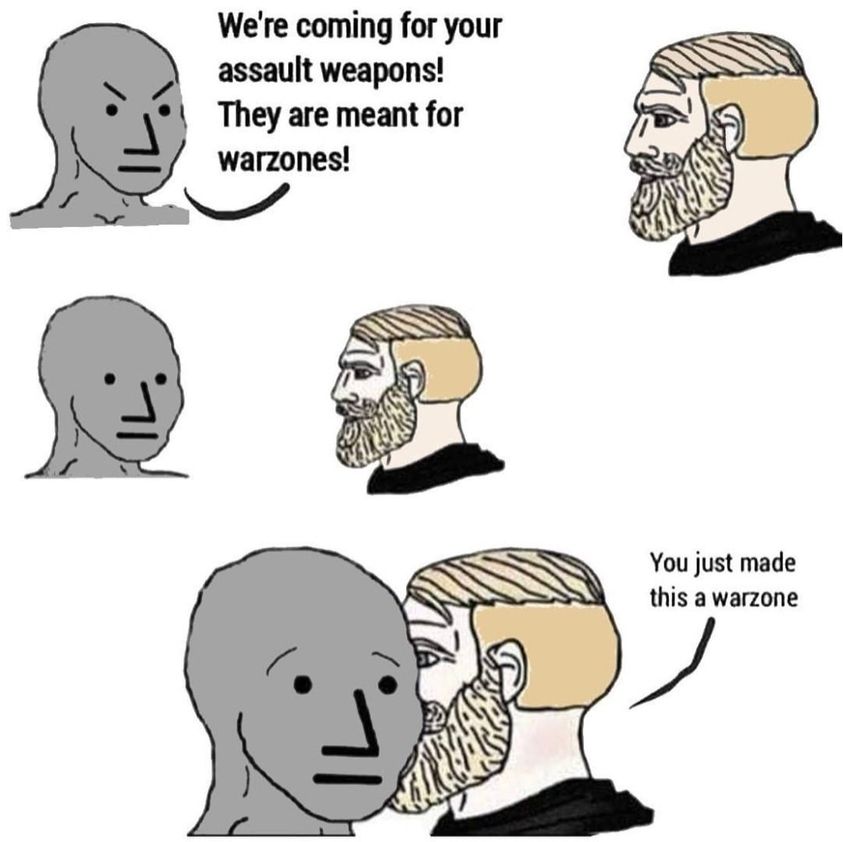 We're coming for your
assault weapons!
They are meant for
warzones!
You just made
this a warzone